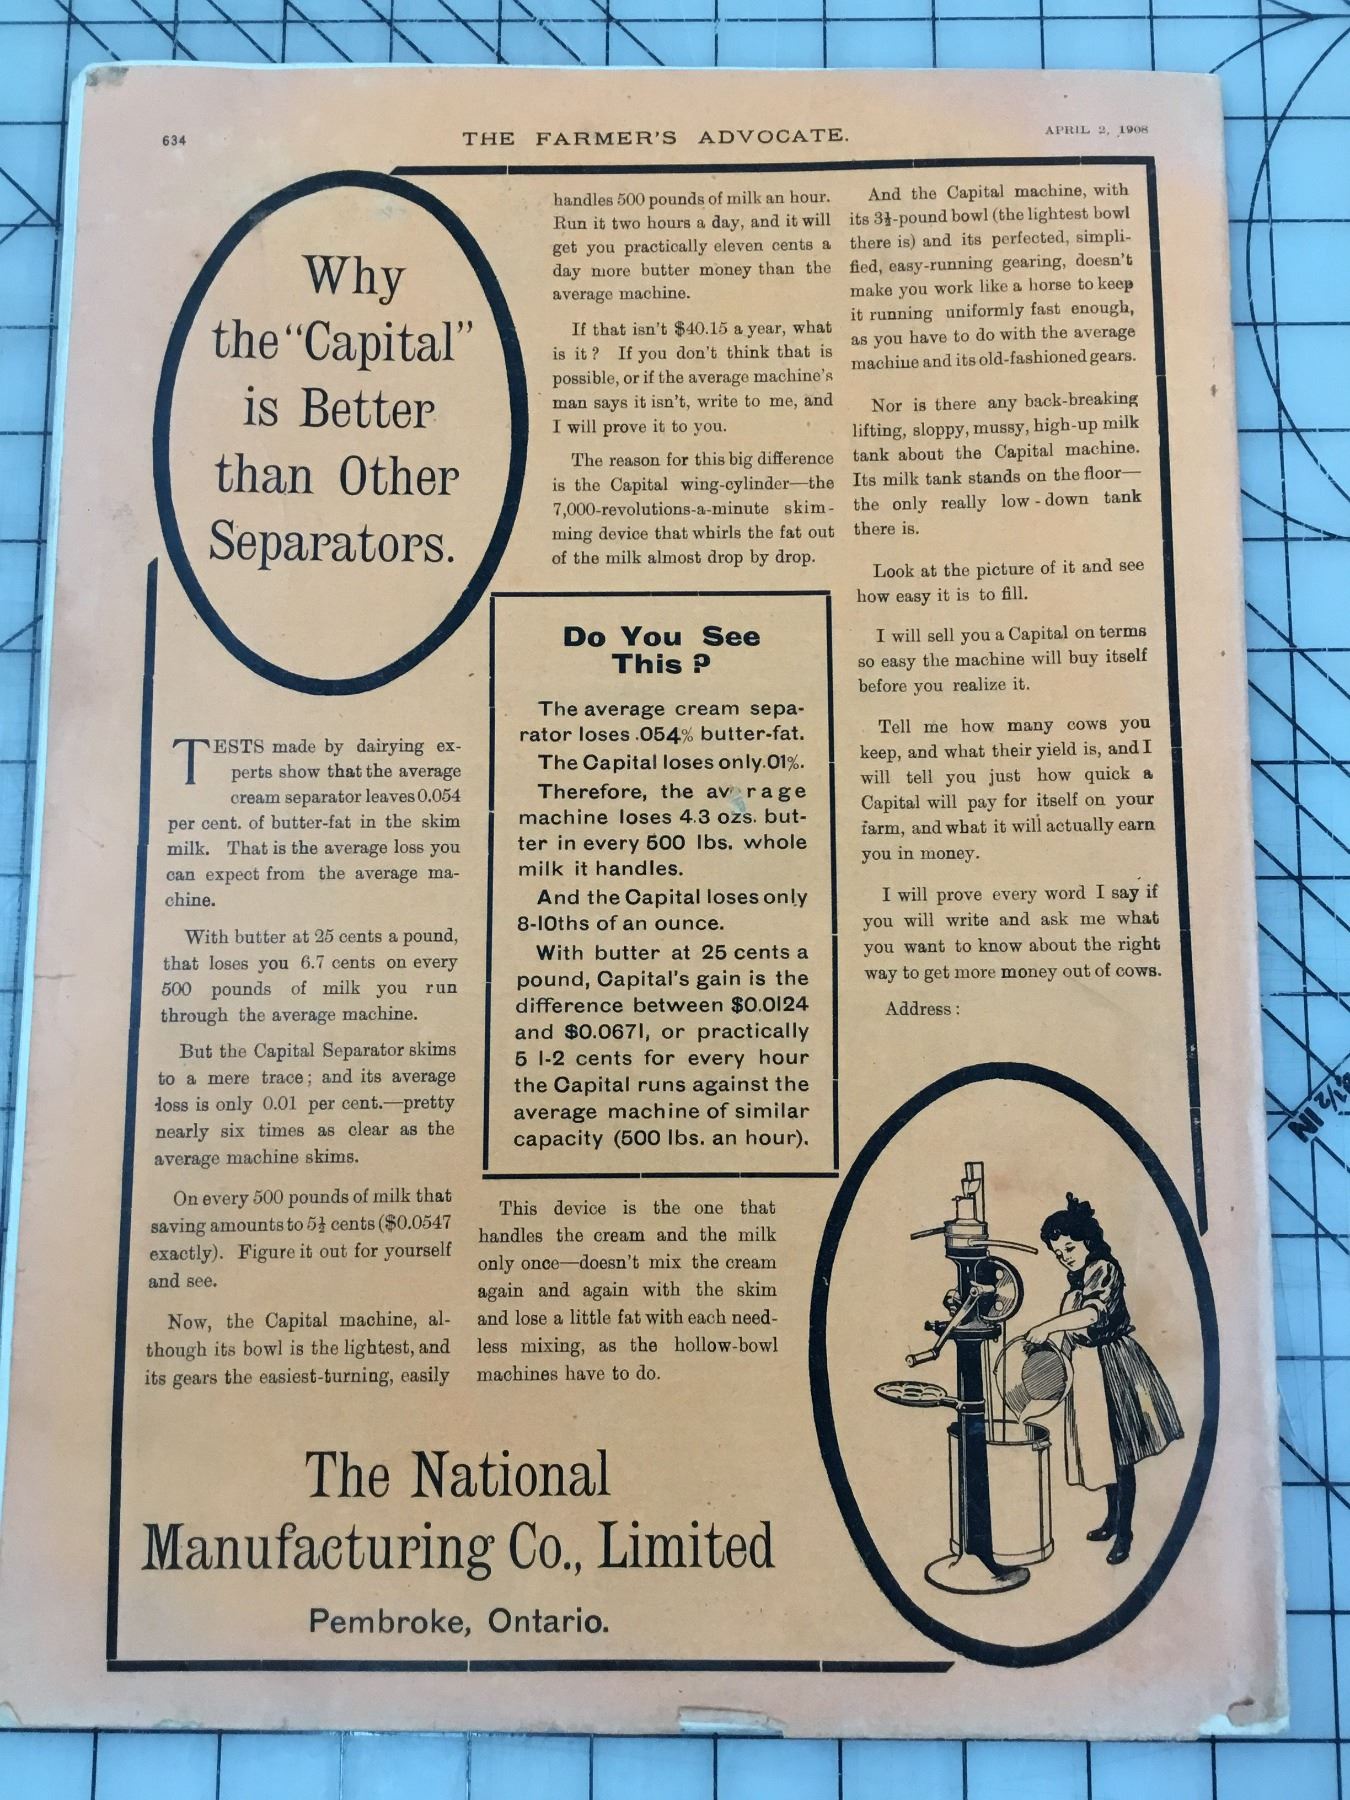 634
THE FARMER'S ADVOCATE.
APRIL 2, 1908
Why
the "Capital"
is Better
than Other
Separators.
TESTS made by dairying ex-
perts show that the average
cream separator leaves 0.054
per cent. of butter-fat in the skim
milk. That is the average loss you
can expect from the average ma-
chine.
With butter at 25 cents a pound,
that loses you 6.7 cents on every
500 pounds of milk you run
through the average machine.
But the Capital Separator skims
to a mere trace; and its average
loss is only 0.01 per cent.—pretty
nearly six times as clear as the
average machine skims.
On every 500 pounds of milk that
saving amounts to 5½ cents ($0.0547
exactly). Figure it out for yourself
and see.
Now, the Capital machine, al-
though its bowl is the lightest, and
its gears the easiest-turning, easily
handles 500 pounds of milk an hour.
Run it two hours a day, and it will
get you practically eleven cents a
day more butter money than the
average machine.
If that isn't $40.15 a year, what
is it? If you don't think that is
possible, or if the average machine's
man says it isn't, write to me, and
I will prove it to you.
The reason for this big difference
is the Capital wing-cylinder—the
7,000-revolutions-a-minute skim-
ming device that whirls the fat out
of the milk almost drop by drop.
Do You See
This?
The average cream sepa-
rator loses .054% butter-fat.
The Capital loses only .01%.
Therefore, the av rage
machine loses 4.3 ozs. but-
ter in every 500 lbs. whole
milk it handles.
And the Capital loses only
8-10ths of an ounce.
With butter at 25 cents a
pound, Capital's gain is the
difference between $0.0124
and $0.0671, or practically
5 1-2 cents for every hour
the Capital runs against the
average machine of similar
capacity (500 lbs. an hour).
This device is the one that
handles the cream and the milk
only once—doesn't mix the cream
again and again with the skim
and lose a little fat with each need-
less mixing, as the hollow-bowl
machines have to do.
And the Capital machine, with
its 3½-pound bowl (the lightest bowl
there is) and its perfected, simpli-
fied, easy-running gearing, doesn't
make you work like a horse to keep
it running uniformly fast enough,
as you have to do with the average
machine and its old-fashioned gears.
Nor is there any back-breaking
lifting, sloppy, mussy, high-up milk
tank about the Capital machine.
Its milk tank stands on the floor—
the only really low-down tank
there is.
Look at the picture of it and see
how easy it is to fill.
I will sell you a Capital on terms
so easy the machine will buy itself
before you realize it.
Tell me how many cows you
keep, and what their yield is, and I
will tell you just how quick a
Capital will pay for itself on your
farm, and what it will actually earn
you in money.
I will prove every word I say if
you will write and ask me what
you want to know about the right
way to get more money out of cows.
Address:
The National
Manufacturing Co., Limited
Pembroke, Ontario.